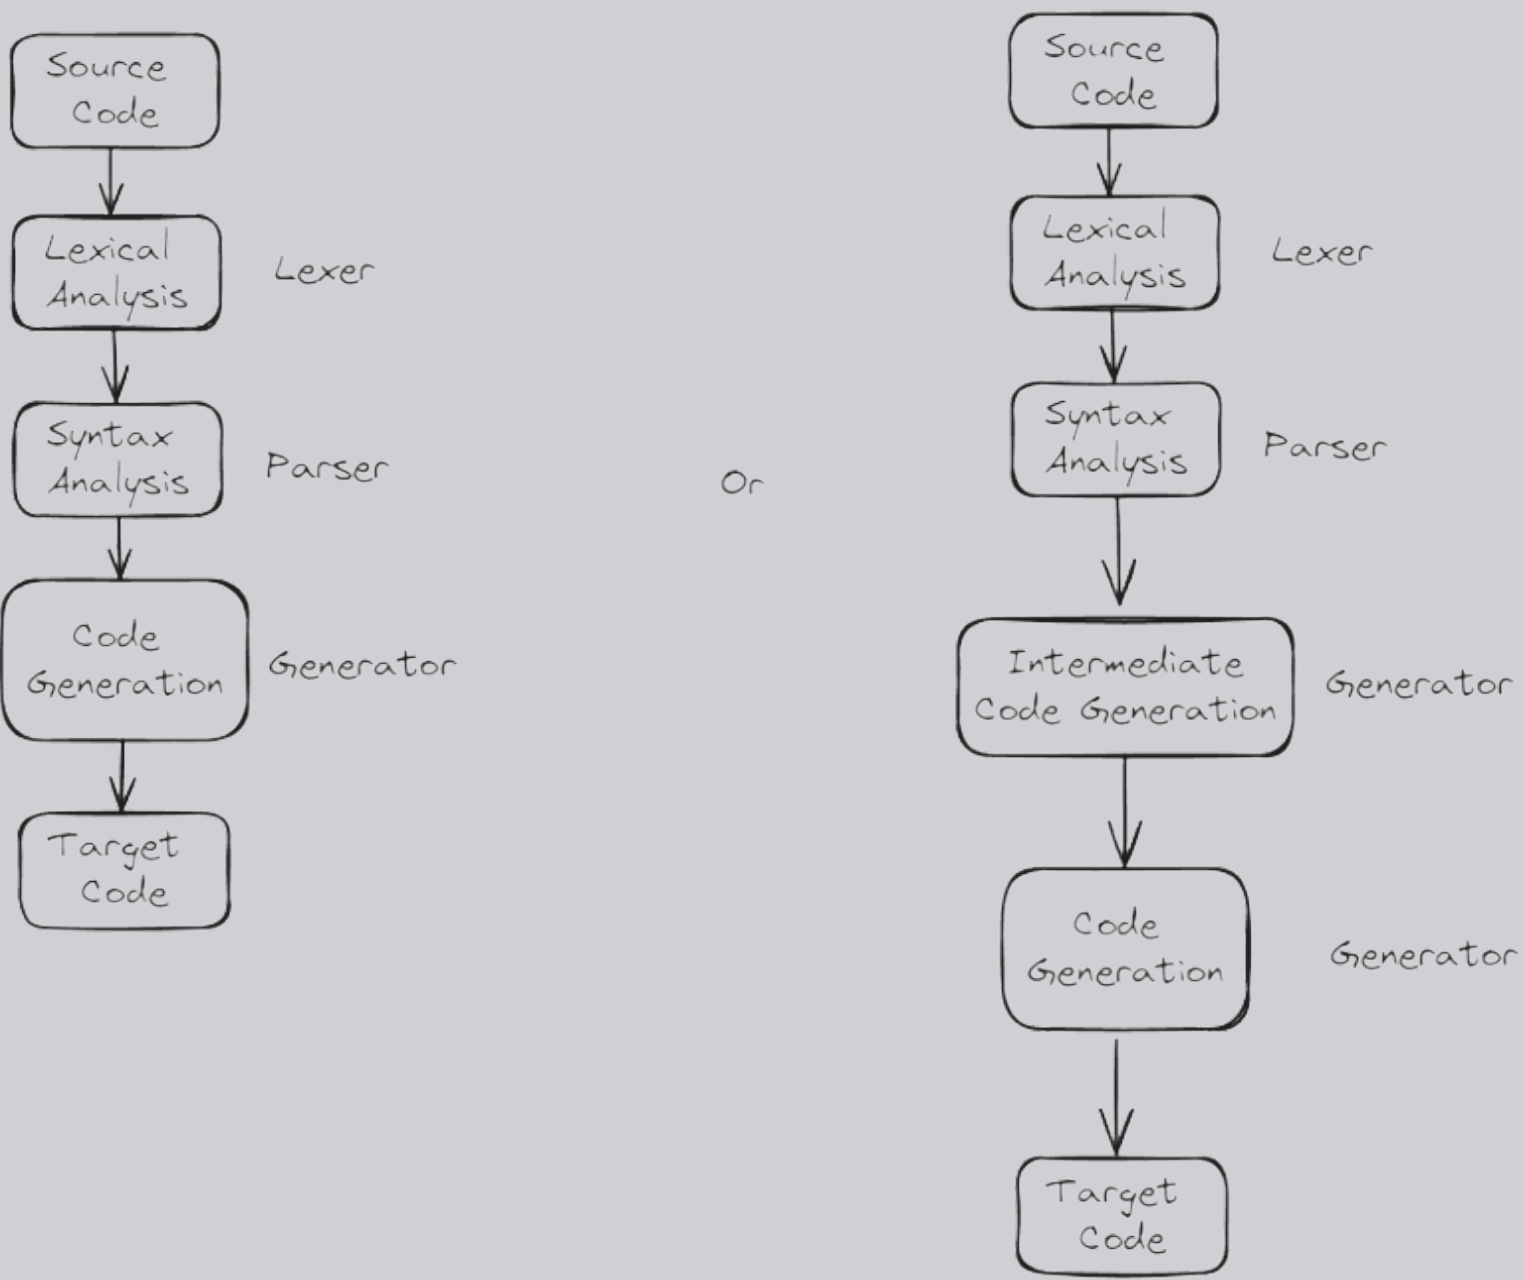 Source
Code
Lexical
Analysis
Lexer
Syntax
Analysis
Parser
Code
Generation
Generator
Target
Code
Or
Source
Code
Lexical
Analysis
Lexer
Syntax
Analysis
Parser
Intermediate
Code Generation
Generator
Code
Generation
Generator
Target
Code